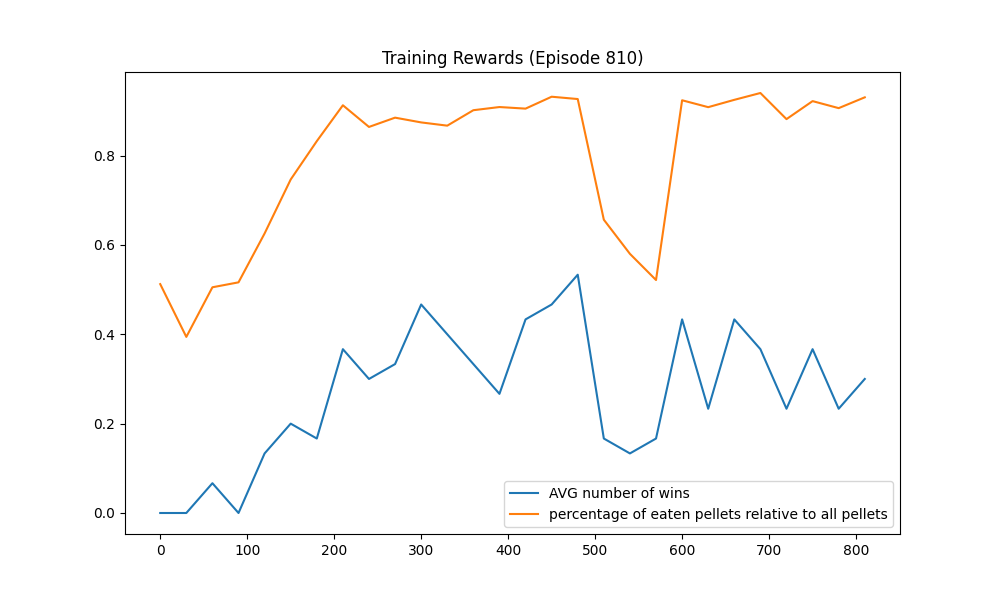 Training Rewards (Episode 810)
0.8
0.6
0.4
0.2
0.0
AVG number of wins
percentage of eaten pellets relative to all pellets
0 100 200 300 400 500 600 700 800